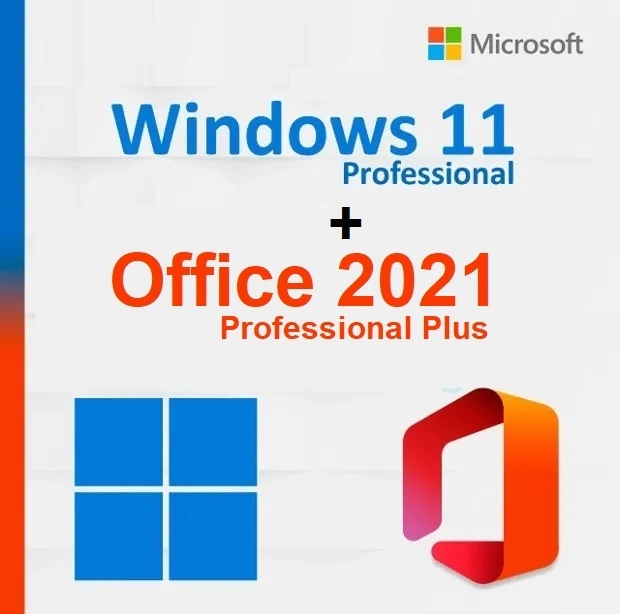 Microsoft
Windows 11
Professional
+
Office 2021
Professional Plus